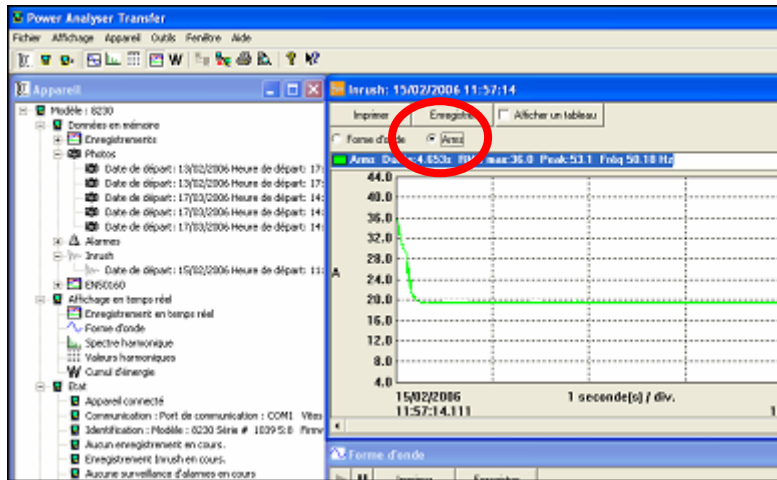 Power Analyser Transfer
Fichier Affichage Appareil Outils Fenêtre Aide
W
Appareil
Modèle : 8230
Données en mémoire
Enregistrements
Photos
Date de départ: 13/02/2006 Heure de départ: 17:
Date de départ: 13/02/2006 Heure de départ: 17:
Date de départ: 17/03/2006 Heure de départ: 14:
Date de départ: 17/03/2006 Heure de départ: 14:
Date de départ: 17/03/2006 Heure de départ: 14:
Alarmes
Inrush
Date de départ: 15/02/2006 Heure de départ: 11:
EN50160
Affichage en temps réel
Enregistrement en temps réel
Forme d'onde
Spectre harmonique
Valeurs harmoniques
W Cumul d'énergie
Etat
Appareil connecté
Communication : Port de communication : COM1
Identification : Modèle : 8230 Série #
Aucun enregistrement en cours.
Enregistrement Inrush en cours.
Aucune surveillance d'alarmes en cours
Inrush: 15/02/2006 11:57:14
Imprimer Enregistrer Afficher un tableau
Forme d'onde Arms
Arms 4.653s max:36.0 Peak:53.1 Fréq 50.10 Hz
44.0
40.0
36.0
32.0
28.0
A
24.0
20.0
16.0
12.0
8.0
4.0
15/02/2006 1 seconde(s) / div.
11:57:14.111 1
Forme d'onde
Imprimer Enregistrer